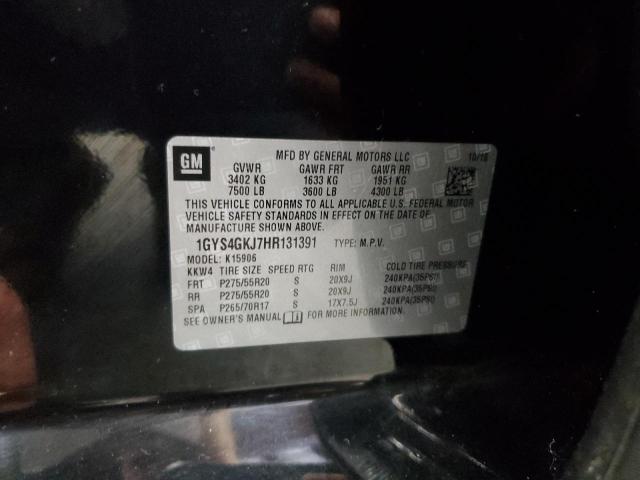 GM
MFD BY GENERAL MOTORS LLC 10/16
GVWR GAWR FRT GAWR RR
3402 KG 1633 KG 1951 KG
7500 LB 3600 LB 4300 LB
THIS VEHICLE CONFORMS TO ALL APPLICABLE U.S. FEDERAL MOTOR
VEHICLE SAFETY STANDARDS IN EFFECT ON THE DATE OF
MANUFACTURE SHOWN ABOVE.
1GYS4GKJ7HR131391 TYPE: M.P.V.
MODEL: K15906
KKW4 TIRE SIZE SPEED RTG RIM COLD TIRE PRESSURE
FRT P275/55R20 S 20X9J 240KPA(35PSI)
RR P275/55R20 S 20X9J 240KPA(35PSI)
SPA P265/70R17 S 17X7.5J 240KPA(35PSI)
SEE OWNER'S MANUAL FOR MORE INFORMATION.